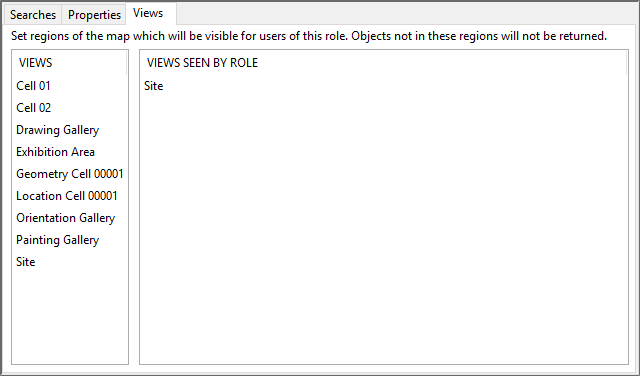 Searches Properties Views
Set regions of the map which will be visible for users of this role. Objects not in these regions will not be returned.
VIEWS
Cell 01
Cell 02
Drawing Gallery
Exhibition Area
Geometry Cell 00001
Location Cell 00001
Orientation Gallery
Painting Gallery
Site
VIEWS SEEN BY ROLE
Site